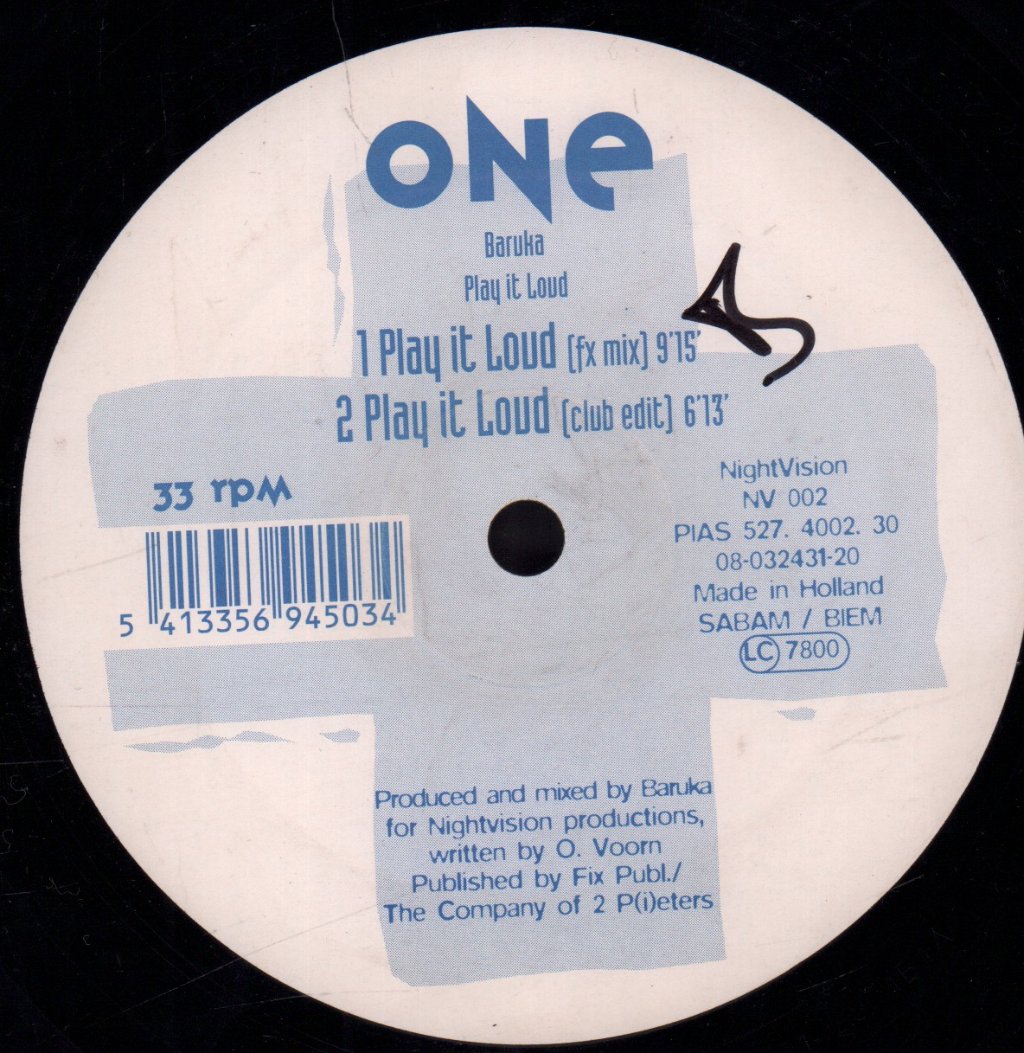 oNe
Baruka
Play it Loud
1 Play it Loud (fx mix) 9'15'
2 Play it Loud (club edit) 6'13'
33 rpm
5 413356 945034
NightVision
NV 002
PIAS 527. 4002. 30
08-032431-20
Made in Holland
SABAM / BIEM
LC 7800
Produced and mixed by Baruka
for Nightvision productions,
written by O. Voorn
Published by Fix Publ./
The Company of 2 P(i)eters